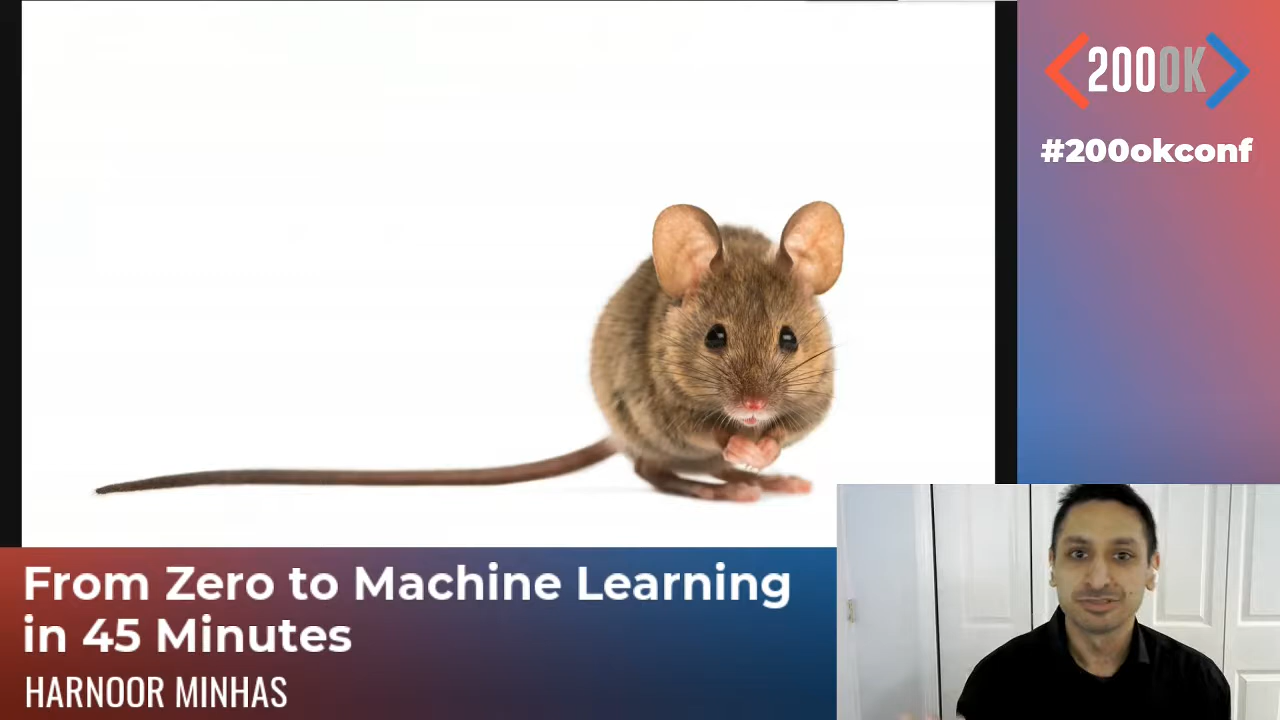 200OK
#200okconf
From Zero to Machine Learning
in 45 Minutes
HARNOOR MINHAS